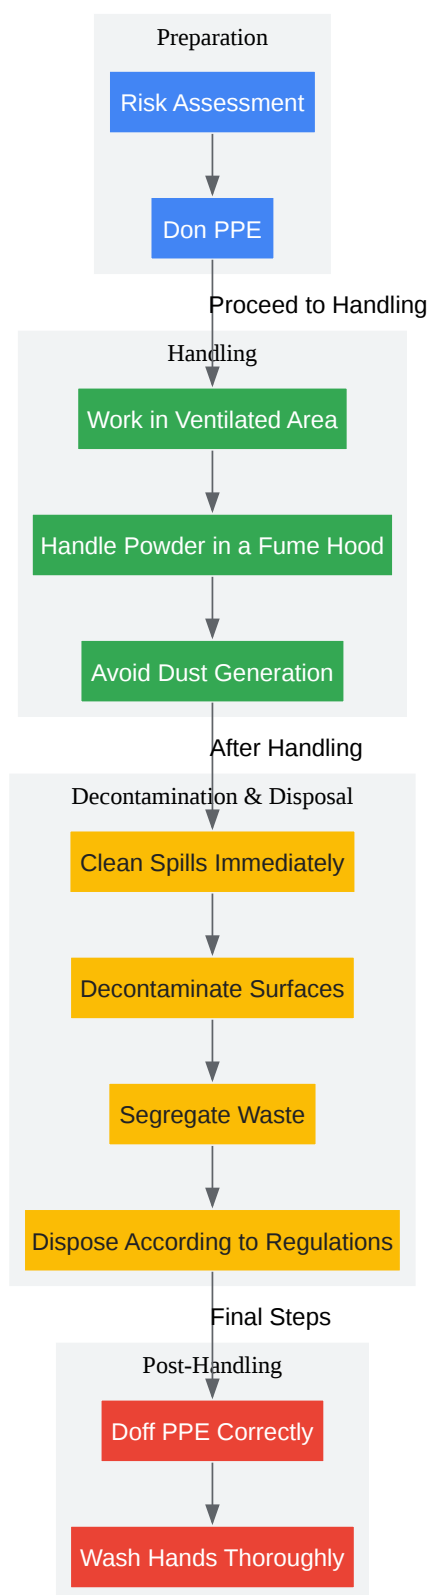 Preparation
Risk Assessment
Don PPE
Proceed to Handling
Handling
Work in Ventilated Area
Handle Powder in a Fume Hood
Avoid Dust Generation
After Handling
Decontamination & Disposal
Clean Spills Immediately
Decontaminate Surfaces
Segregate Waste
Dispose According to Regulations
Final Steps
Post-Handling
Doff PPE Correctly
Wash Hands Thoroughly